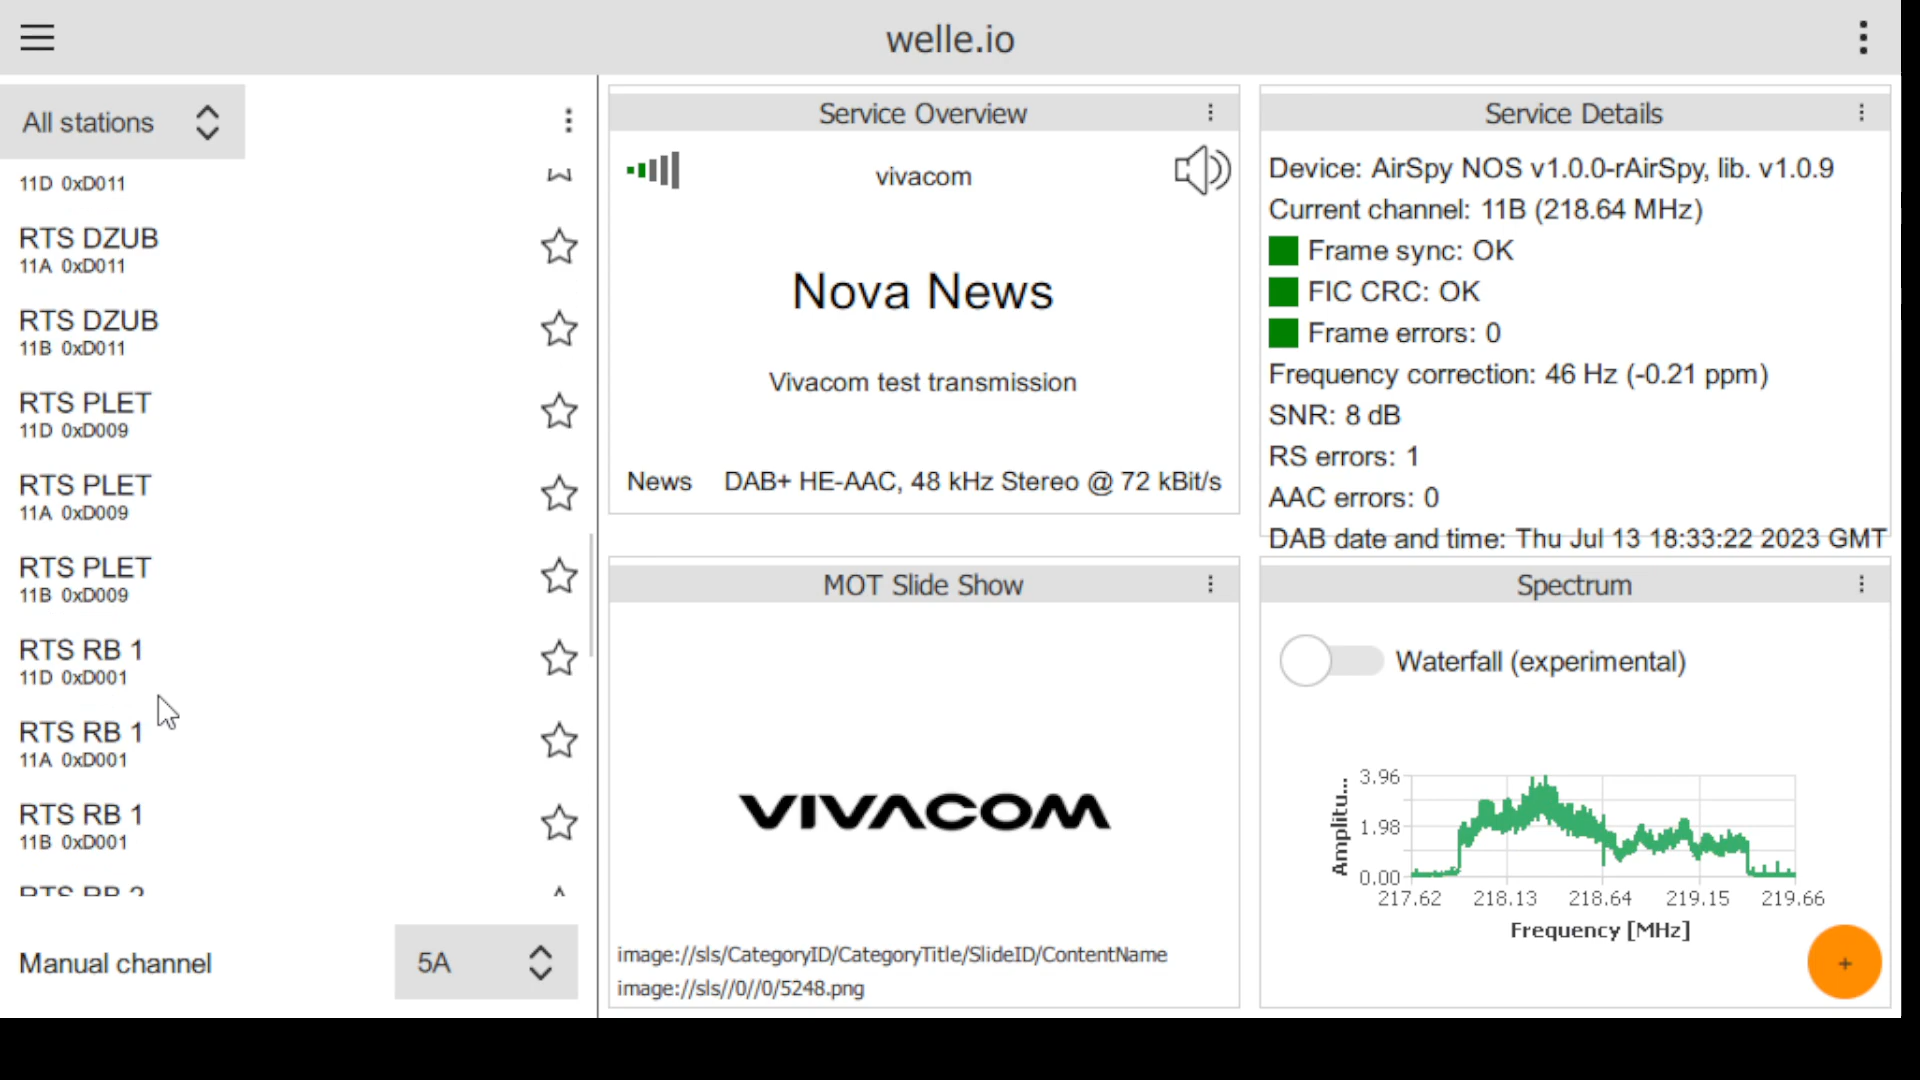 welle.io
All stations
11D 0xD011
RTS DZUB
11A 0xD011
RTS DZUB
11B 0xD011
RTS PLET
11D 0xD009
RTS PLET
11A 0xD009
RTS PLET
11B 0xD009
RTS RB 1
11D 0xD001
RTS RB 1
11A 0xD001
RTS RB 1
11B 0xD001
Manual channel
5A
Service Overview
vivacom
Nova News
Vivacom test transmission
News DAB+ HE-AAC, 48 kHz Stereo @ 72 kBit/s
Service Details
Device: AirSpy NOS v1.0.0-rAirSpy, lib. v1.0.9
Current channel: 11B (218.64 MHz)
Frame sync: OK
FIC CRC: OK
Frame errors: 0
Frequency correction: 46 Hz (-0.21 ppm)
SNR: 8 dB
RS errors: 1
AAC errors: 0
DAB date and time: Thu Jul 13 18:33:22 2023 GMT
MOT Slide Show
VIVACOM
image://sls/CategoryID/CategoryTitle/SlideID/ContentName
image://sls//0//0/5248.png
Spectrum
Waterfall (experimental)
Amplitu...
3.96
1.98
0.00
217.62 218.13 218.64 219.15 219.66
Frequency [MHz]
+